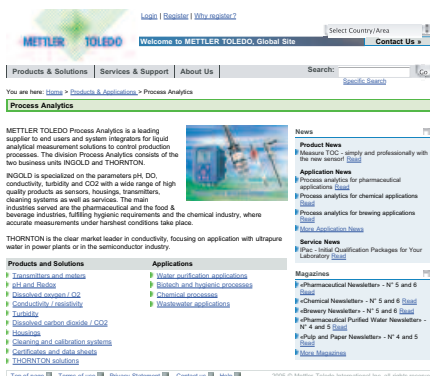 Login | Register | Why register?
Select Country/Area
METTLER TOLEDO
Welcome to METTLER TOLEDO, Global Site
Contact Us »
Products & Solutions
Services & Support
About Us
Search:
Go
Specific Search
You are here: Home > Products & Applications > Process Analytics
Process Analytics
METTLER TOLEDO Process Analytics is a leading
supplier to end users and system integrators for liquid
analytical measurement solutions to control production
processes. The division Process Analytics consists of the
two business units INGOLD and THORNTON.
INGOLD is specialized on the parameters pH, DO,
conductivity, turbidity and CO2 with a wide range of high
quality products as sensors, housings, transmitters,
cleaning systems as well as services. The main
industries served are the pharmaceutical and the food &
beverage industries, fulfilling hygienic requirements and the chemical industry, where
accurate measurements under harshest conditions take place.
THORNTON is the clear market leader in conductivity, focusing on application with ultrapure
water in power plants or in the semiconductor industry.
Products and Solutions
Transmitters and meters
pH and Redox
Dissolved oxygen / O2
Conductivity / resistivity
Turbidity
Dissolved carbon dioxide / CO2
Housings
Cleaning and calibration systems
Certificates and data sheets
THORNTON solutions
Applications
Water purification applications
Biotech and hygienic processes
Chemical processes
Wastewater applications
News
Product News
Measure TOC - simply and professionally with
the new sensor! Read
Application News
Process analytics for pharmaceutical
applications Read
Process analytics for chemical applications
Read
Process analytics for brewing applications
Read
More Application News
Service News
IPac - Initial Qualification Packages for Your
Laboratory Read
Magazines
«Pharmaceutical Newsletter» - N° 5 and 6
Read
«Chemical Newsletter» - N° 5 and 6 Read
«Brewery Newsletter» - N° 5 and 6 Read
«Pharmaceutical Purified Water Newsletter» -
N° 4 and 5 Read
«Pulp and Paper Newsletter» - N° 4 and 5
Read
More Magazines
Top of page
Terms of use
Privacy Statement
Contact us
Help
Mettler-Toledo International Inc. all rights reserved